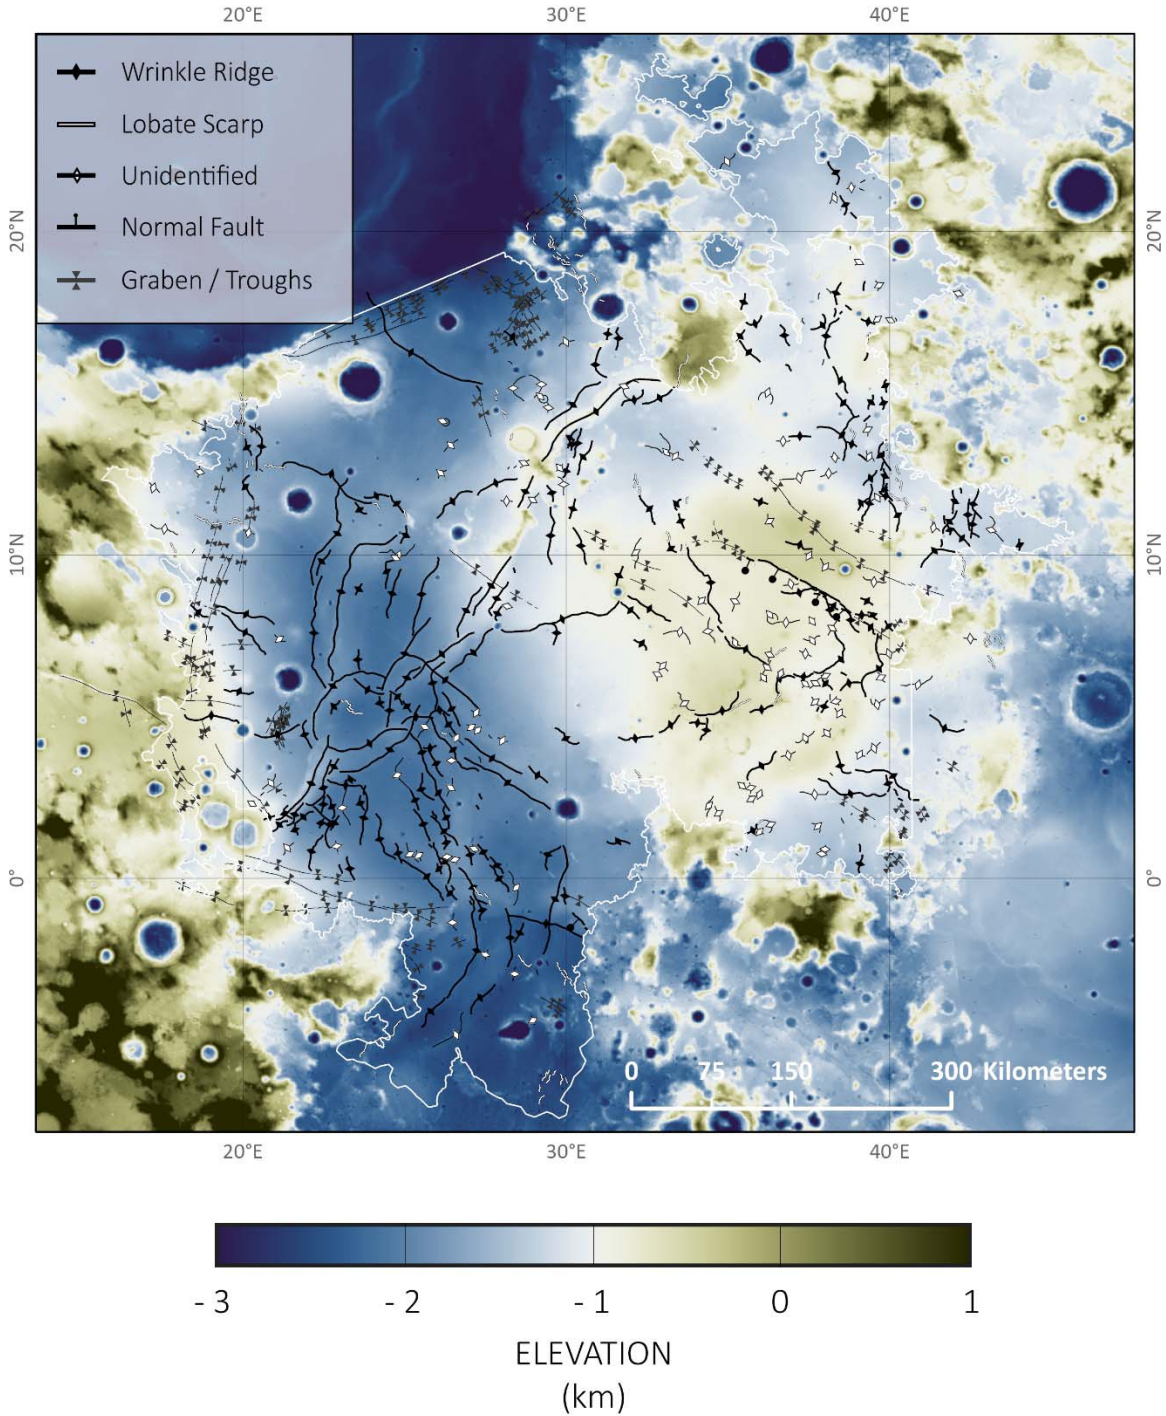 20°E 30°E 40°E
Wrinkle Ridge
Lobate Scarp
Unidentified
Normal Fault
Graben / Troughs
20°N 20°N
10°N 10°N
0° 0°
0 75 150 300 Kilometers
20°E 30°E 40°E
- 3 - 2 - 1 0 1
ELEVATION
(km)